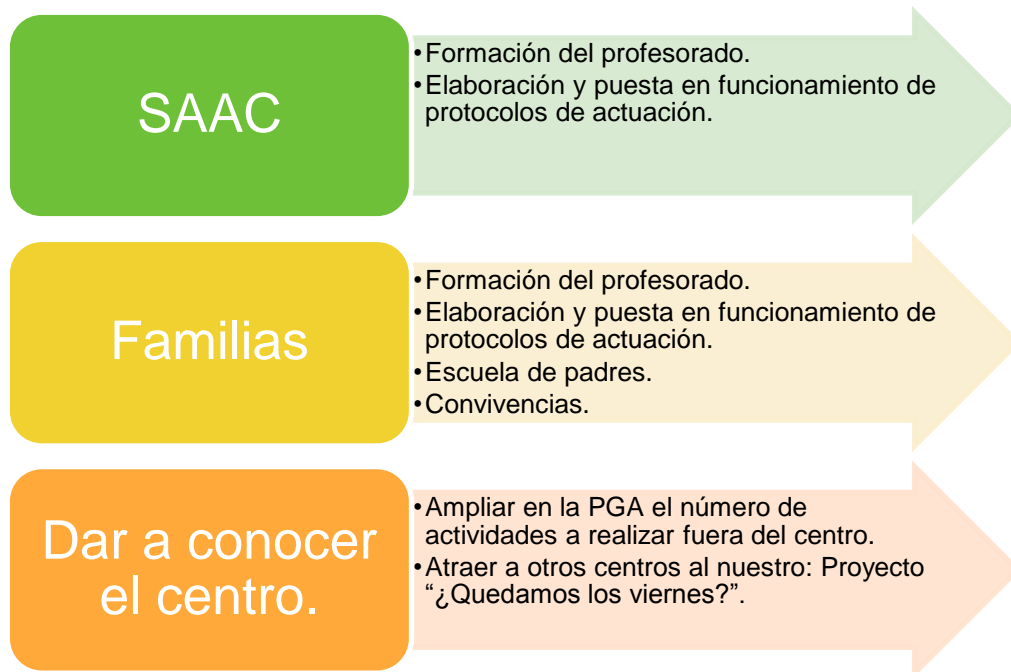 SAAC
•Formación del profesorado.
•Elaboración y puesta en funcionamiento de
protocolos de actuación.
Familias
•Formación del profesorado.
•Elaboración y puesta en funcionamiento de
protocolos de actuación.
•Escuela de padres.
•Convivencias.
Dar a conocer
el centro.
•Ampliar en la PGA el número de
actividades a realizar fuera del centro.
•Atraer a otros centros al nuestro: Proyecto
“¿Quedamos los viernes?”.